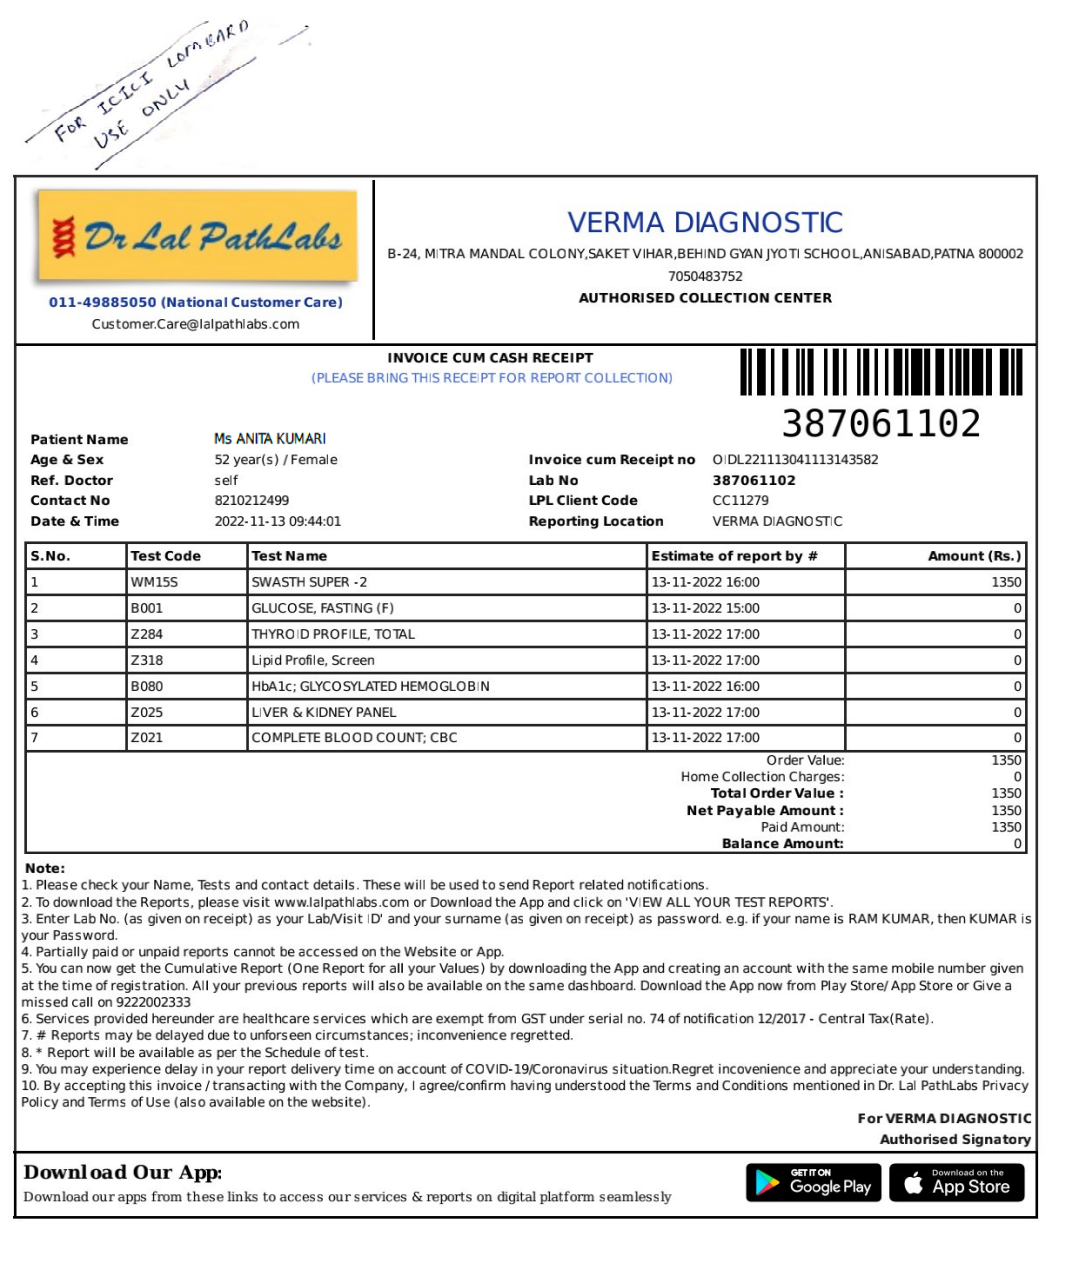 FOR ICICI LOMBARD
USE ONLY
Dr Lal PathLabs
011-49885050 (National Customer Care)
Customer.Care@lalpathlabs.com
VERMA DIAGNOSTIC
B-24, MITRA MANDAL COLONY,SAKET VIHAR,BEHIND GYAN JYOTI SCHOOL,ANISABAD,PATNA 800002
7050483752
AUTHORISED COLLECTION CENTER
INVOICE CUM CASH RECEIPT
(PLEASE BRING THIS RECEIPT FOR REPORT COLLECTION)
387061102
Patient Name Ms ANITA KUMARI
Age & Sex 52 year(s) / Female Invoice cum Receipt no OIDL221113041113143582
Ref. Doctor self Lab No 387061102
Contact No 8210212499 LPL Client Code CC11279
Date & Time 2022-11-13 09:44:01 Reporting Location VERMA DIAGNOSTIC
S.No. Test Code Test Name Estimate of report by # Amount (Rs.)
1 WM15S SWASTH SUPER -2 13-11-2022 16:00 1350
2 B001 GLUCOSE, FASTING (F) 13-11-2022 15:00 0
3 Z284 THYROID PROFILE, TOTAL 13-11-2022 17:00 0
4 Z318 Lipid Profile, Screen 13-11-2022 17:00 0
5 B080 HbA1c; GLYCOSYLATED HEMOGLOBIN 13-11-2022 16:00 0
6 Z025 LIVER & KIDNEY PANEL 13-11-2022 17:00 0
7 Z021 COMPLETE BLOOD COUNT; CBC 13-11-2022 17:00 0
Order Value: 1350
Home Collection Charges: 0
Total Order Value : 1350
Net Payable Amount : 1350
Paid Amount: 1350
Balance Amount: 0
Note:
1. Please check your Name, Tests and contact details. These will be used to send Report related notifications.
2. To download the Reports, please visit www.lalpathlabs.com or Download the App and click on 'VIEW ALL YOUR TEST REPORTS'.
3. Enter Lab No. (as given on receipt) as your Lab/Visit ID' and your surname (as given on receipt) as password. e.g. if your name is RAM KUMAR, then KUMAR is
your Password.
4. Partially paid or unpaid reports cannot be accessed on the Website or App.
5. You can now get the Cumulative Report (One Report for all your Values) by downloading the App and creating an account with the same mobile number given
at the time of registration. All your previous reports will also be available on the same dashboard. Download the App now from Play Store/ App Store or Give a
missed call on 9222002333
6. Services provided hereunder are healthcare services which are exempt from GST under serial no. 74 of notification 12/2017 - Central Tax(Rate).
7. # Reports may be delayed due to unforseen circumstances; inconvenience regretted.
8. * Report will be available as per the Schedule of test.
9. You may experience delay in your report delivery time on account of COVID-19/Coronavirus situation.Regret incovenience and appreciate your understanding.
10. By accepting this invoice / transacting with the Company, I agree/confirm having understood the Terms and Conditions mentioned in Dr. Lal PathLabs Privacy
Policy and Terms of Use (also available on the website).
For VERMA DIAGNOSTIC
Authorised Signatory
Download Our App:
Download our apps from these links to access our services & reports on digital platform seamlessly
GET IT ON
Google Play
Download on the
App Store